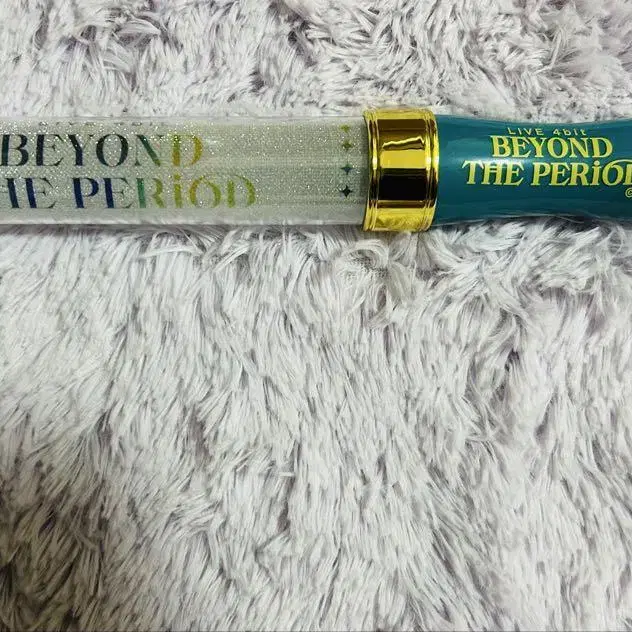 BEYOND
THE PERiOD
LIVE 4bit
BEYOND
THE PERiOD
©